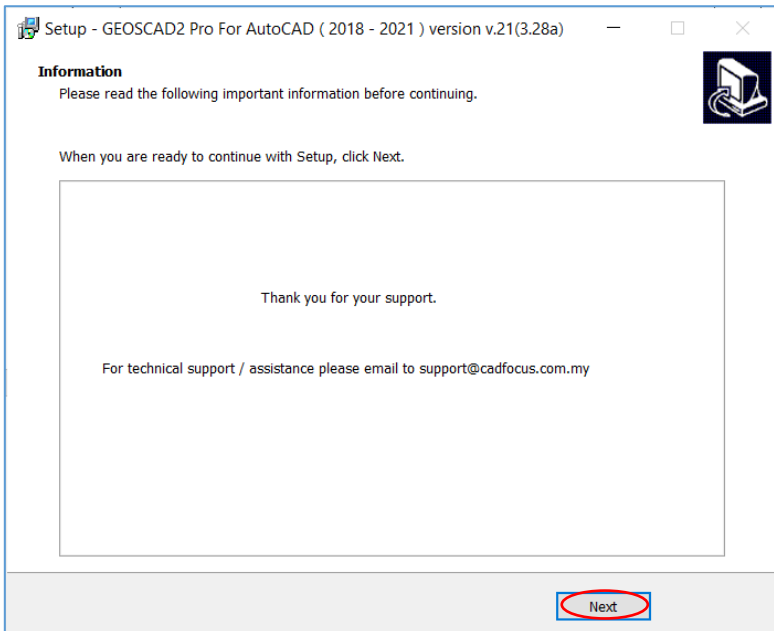 Setup - GEOSCAD2 Pro For AutoCAD ( 2018 - 2021 ) version v.21(3.28a)
Information
Please read the following important information before continuing.
When you are ready to continue with Setup, click Next.
Thank you for your support.
For technical support / assistance please email to support@cadfocus.com.my
Next